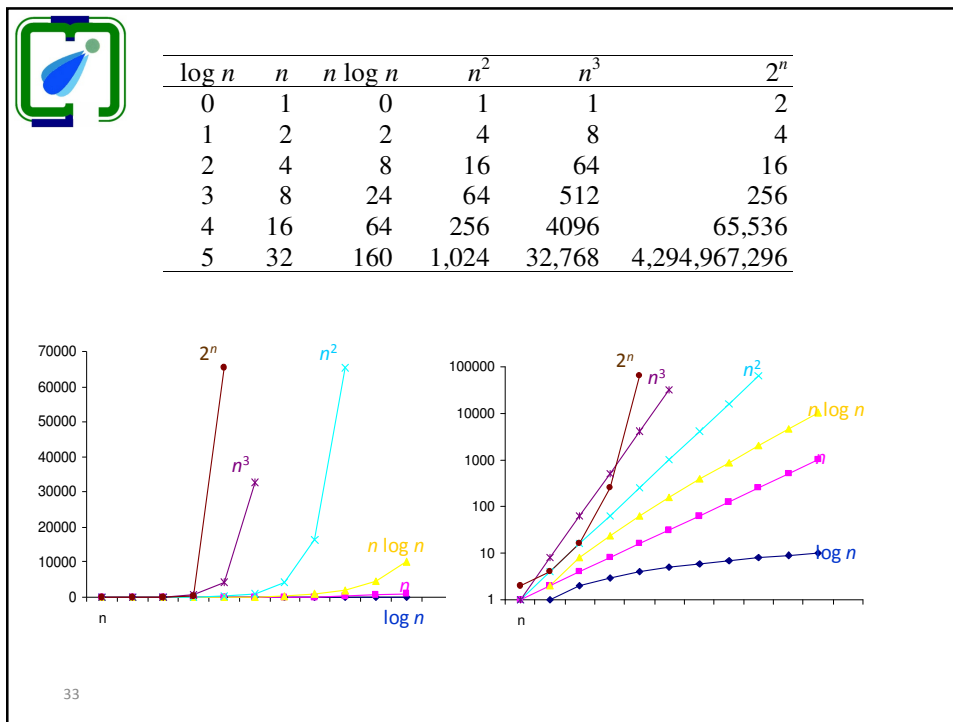 log n n n log n n² n³ 2ⁿ
0 1 0 1 1 2
1 2 2 4 8 4
2 4 8 16 64 16
3 8 24 64 512 256
4 16 64 256 4096 65,536
5 32 160 1,024 32,768 4,294,967,296
70000
60000
50000
40000
30000
20000
10000
0
n
2ⁿ
n³
n²
n log n
n
log n
100000
10000
1000
100
10
1
n
2ⁿ
n³
n²
n log n
n
log n
33